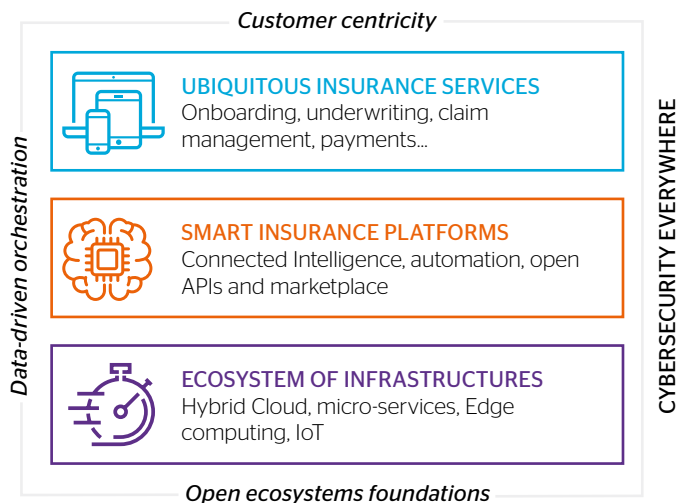 Customer centricity
Data-driven orchestration
UBIQUITOUS INSURANCE SERVICES
Onboarding, underwriting, claim
management, payments...
SMART INSURANCE PLATFORMS
Connected Intelligence, automation, open
APIs and marketplace
ECOSYSTEM OF INFRASTRUCTURES
Hybrid Cloud, micro-services, Edge
computing, IoT
CYBERSECURITY EVERYWHERE
Open ecosystems foundations